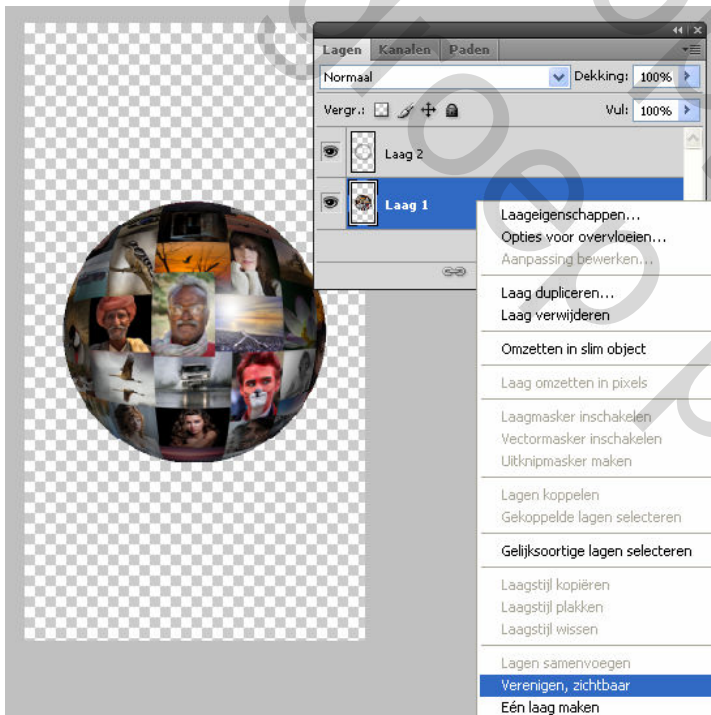 Lagen Kanalen Paden
Normaal Dekking: 100%
Vergr.: Vul: 100%
Laag 2
Laag 1
Laageigenschappen...
Opties voor overvloeien...
Aanpassing bewerken...
Laag dupliceren...
Laag verwijderen
Omzetten in slim object
Laag omzetten in pixels
Laagmasker inschakelen
Vectormasker inschakelen
Uitknipmasker maken
Lagen koppelen
Gekoppelde lagen selecteren
Gelijksoortige lagen selecteren
Laagstijl kopiëren
Laagstijl plakken
Laagstijl wissen
Lagen samenvoegen
Verenigen, zichtbaar
Eén laag maken